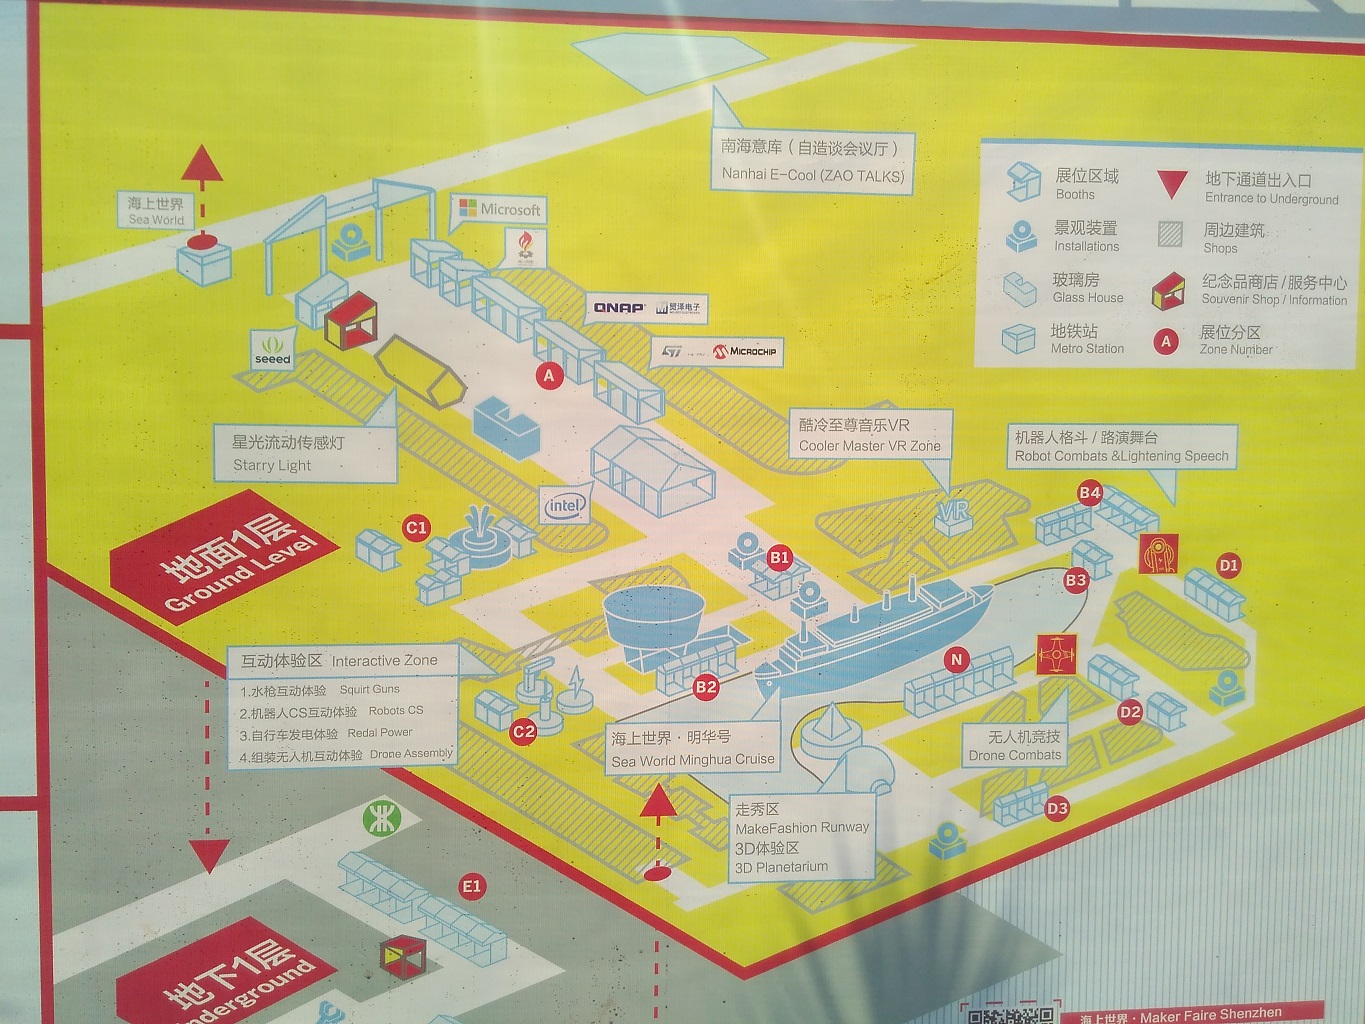 南海意库（自造谈会议厅）
Nanhai E-Cool (ZAO TALKS)
展位区域
Booths
景观装置
Installations
玻璃房
Glass House
地铁站
Metro Station
地下通道出入口
Entrance to Underground
周边建筑
Shops
纪念品商店/服务中心
Souvenir Shop / Information
A
展位分区
Zone Number
海上世界
Sea World
Microsoft
QNAP
贸泽电子
ST
MICROCHIP
seeed
A
星光流动传感灯
Starry Light
酷冷至尊音乐VR
Cooler Master VR Zone
机器人格斗 / 路演舞台
Robot Combats &Lightening Speech
intel
VR
B4
C1
B1
B3
D1
地面1层
Ground Level
互动体验区 Interactive Zone
1.水枪互动体验 Squirt Guns
2.机器人CS互动体验 Robots CS
3.自行车发电体验 Redal Power
4.组装无人机互动体验 Drone Assembly
N
B2
C2
D2
海上世界·明华号
Sea World Minghua Cruise
无人机竞技
Drone Combats
走秀区
MakeFashion Runway
3D体验区
3D Planetarium
D3
E1
地下1层
nderground
海上世界·Maker Faire Shenzhen